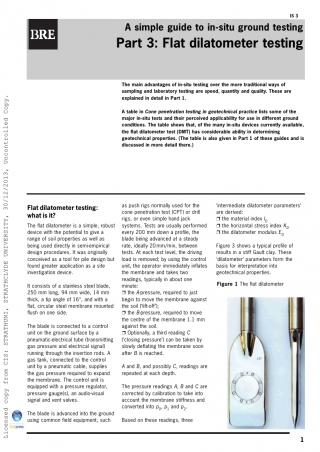 IS 3
BRE
A simple guide to in-situ ground testing
Part 3: Flat dilatometer testing
The main advantages of in-situ testing over the more traditional ways of
sampling and laboratory testing are speed, quantity and quality. These are
explained in detail in Part 1.
A table in Cone penetration testing in geotechnical practice lists some of the
major in-situ tests and their perceived applicability for use in different ground
conditions. The table shows that, of the many in-situ devices currently available,
the flat dilatometer test (DMT) has considerable ability in determining
geotechnical properties. (The table is also given in Part 1 of these guides and is
discussed in more detail there.)
Flat dilatometer testing:
what is it?
The flat dilatometer is a simple, robust
device with the potential to give a
range of soil properties as well as
being used directly in semi-empirical
design procedures. It was originally
conceived as a tool for pile design but
found greater application as a site
investigation device.
It consists of a stainless steel blade,
250 mm long, 94 mm wide, 14 mm
thick, a tip angle of 16°, and with a
flat, circular steel membrane mounted
flush on one side.
The blade is connected to a control
unit on the ground surface by a
pneumatic-electrical tube (transmitting
gas pressure and electrical signal)
running through the insertion rods. A
gas tank, connected to the control
unit by a pneumatic cable, supplies
the gas pressure required to expand
the membrane. The control unit is
equipped with a pressure regulator,
pressure gauge(s), an audio-visual
signal and vent valves.
The blade is advanced into the ground
using common field equipment, such
as push rigs normally used for the
cone penetration test (CPT) or drill
rigs, or even simple hand jack
systems. Tests are usually performed
every 200 mm down a profile, the
blade being advanced at a steady
rate, ideally 20 mm/min, between
tests. At each test level, the driving
load is removed; by using the control
unit, the operator immediately inflates
the membrane and takes two
readings, typically in about one
minute:
❒ the A pressure, required to just
begin to move the membrane against
the soil ('lift-off');
❒ the B pressure, required to move
the centre of the membrane 1.1 mm
against the soil.
❒ Optionally, a third reading C
('closing pressure') can be taken by
slowly deflating the membrane soon
after B is reached.
A and B, and possibly C, readings are
repeated at each depth.
The pressure readings A, B and C are
corrected by calibration to take into
account the membrane stiffness and
converted into p0, p1 and p2.
Based on these readings, three
'intermediate dilatometer parameters'
are derived:
❒ the material index ID
❒ the horizontal stress index KD
❒ the dilatometer modulus ED
Figure 3 shows a typical profile of
results in a stiff Gault clay. These
'dilatometer' parameters form the
basis for interpretation into
geotechnical properties.
Figure 1 The flat dilatometer
1
Licensed copy from CIS: STRATHUNI, STRATHCLYDE UNIVERSITY, 30/12/2013, Uncontrolled Copy.